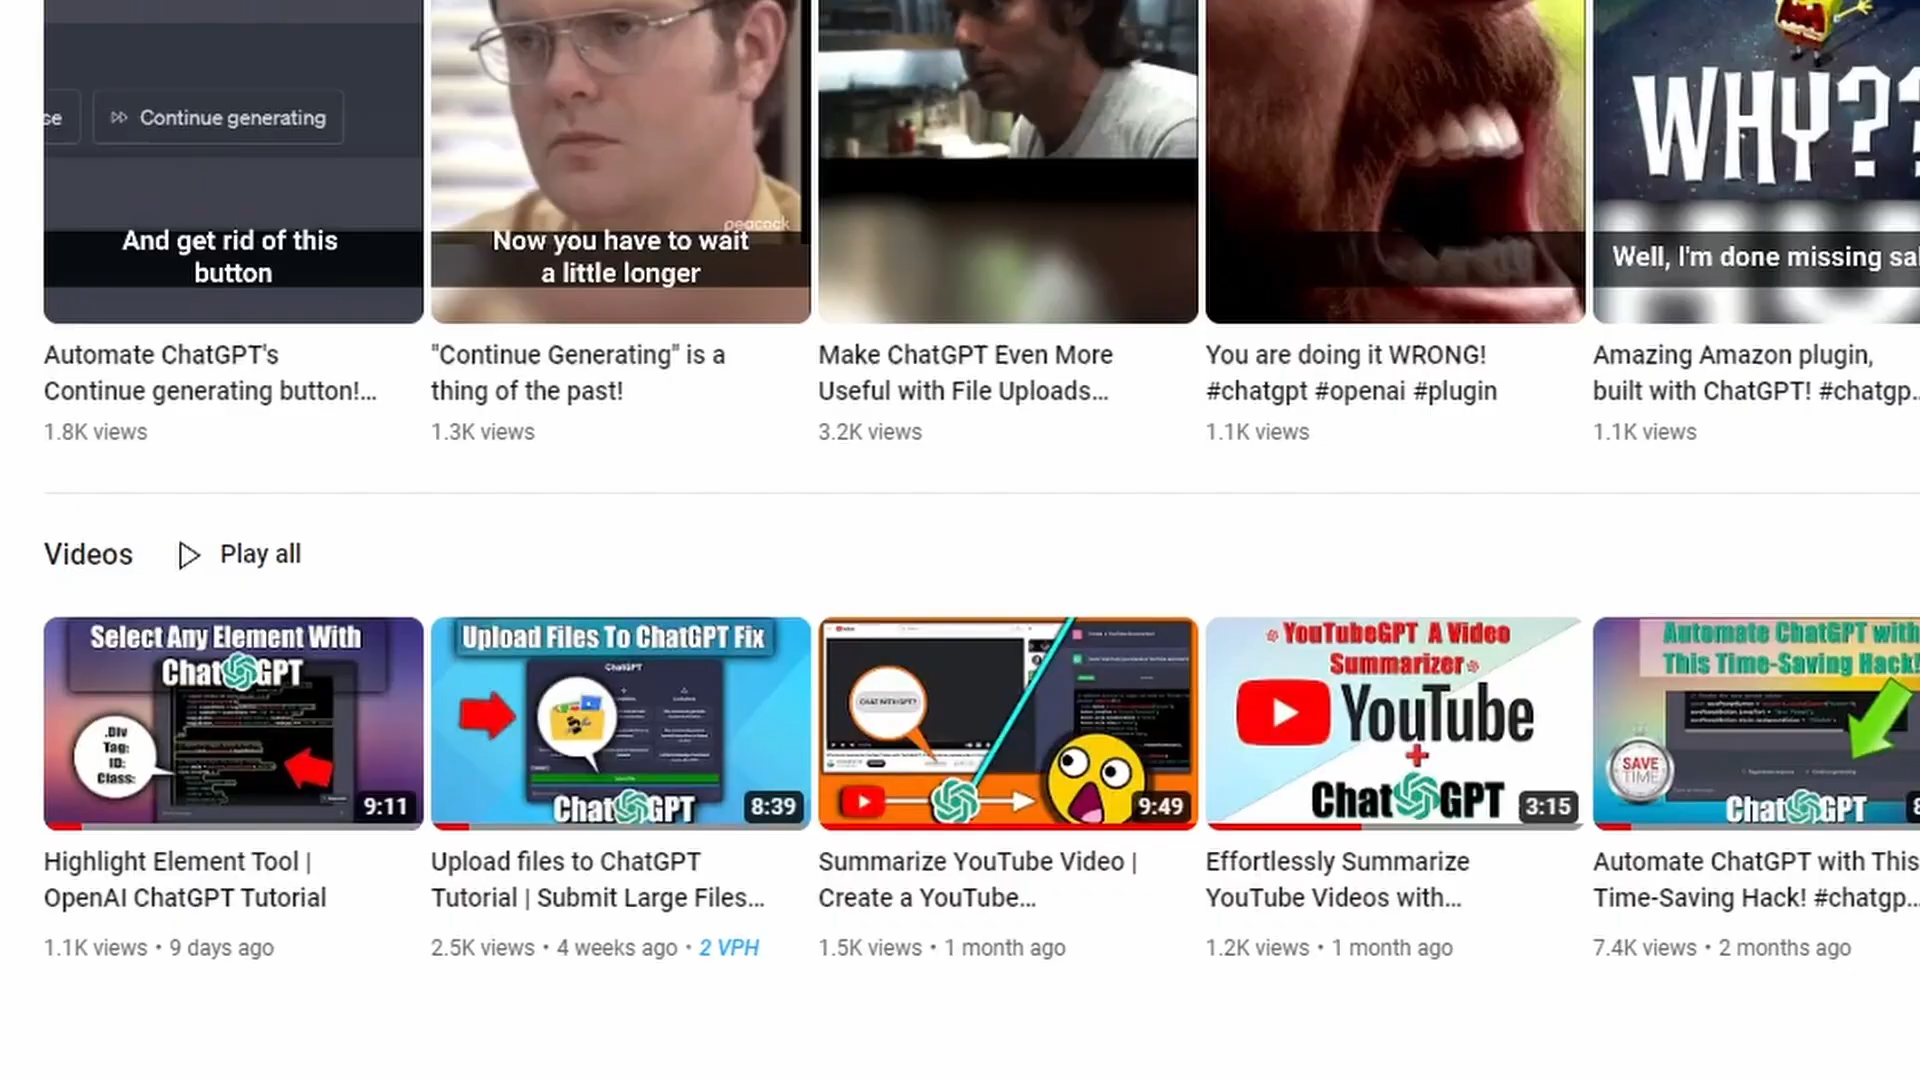 se
Continue generating
And get rid of this
button
peacock
Now you have to wait
a little longer
WHY??
Well, I'm done missing sal
Automate ChatGPT's
Continue generating button!...
1.8K views
"Continue Generating" is a
thing of the past!
1.3K views
Make ChatGPT Even More
Useful with File Uploads...
3.2K views
You are doing it WRONG!
#chatgpt #openai #plugin
1.1K views
Amazing Amazon plugin,
built with ChatGPT! #chatgp...
1.1K views
Videos
Play all
Select Any Element With
ChatGPT
.Div
Tag:
ID:
Class:
9:11
Upload Files To ChatGPT Fix
ChatGPT
ChatGPT
8:39
CHAT WITH GPT?
9:49
YouTubeGPT A Video
Summarizer
YouTube
+
ChatGPT
3:15
Automate ChatGPT with
This Time-Saving Hack!
SAVE
TIME
ChatGPT
8
Highlight Element Tool |
OpenAI ChatGPT Tutorial
1.1K views • 9 days ago
Upload files to ChatGPT
Tutorial | Submit Large Files...
2.5K views • 4 weeks ago • 2 VPH
Summarize YouTube Video |
Create a YouTube...
1.5K views • 1 month ago
Effortlessly Summarize
YouTube Videos with...
1.2K views • 1 month ago
Automate ChatGPT with This
Time-Saving Hack! #chatgp...
7.4K views • 2 months ago